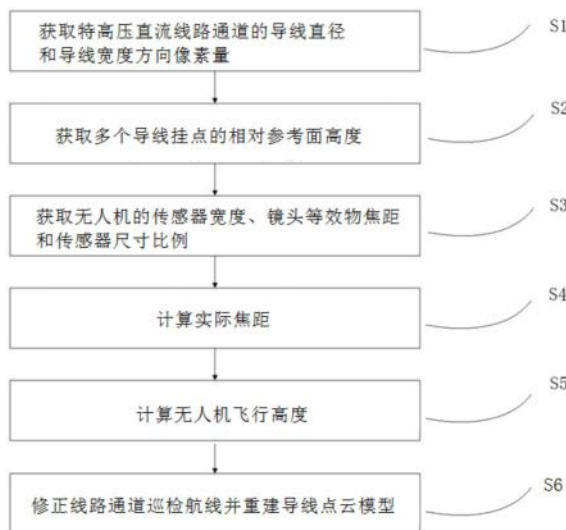 获取特高压直流线路通道的导线直径
和导线宽度方向像素量
S1
获取多个导线挂点的相对参考面高度
S2
获取无人机的传感器宽度、镜头等效物焦距
和传感器尺寸比例
S3
计算实际焦距
S4
计算无人机飞行高度
S5
修正线路通道巡检航线并重建导线点云模型
S6